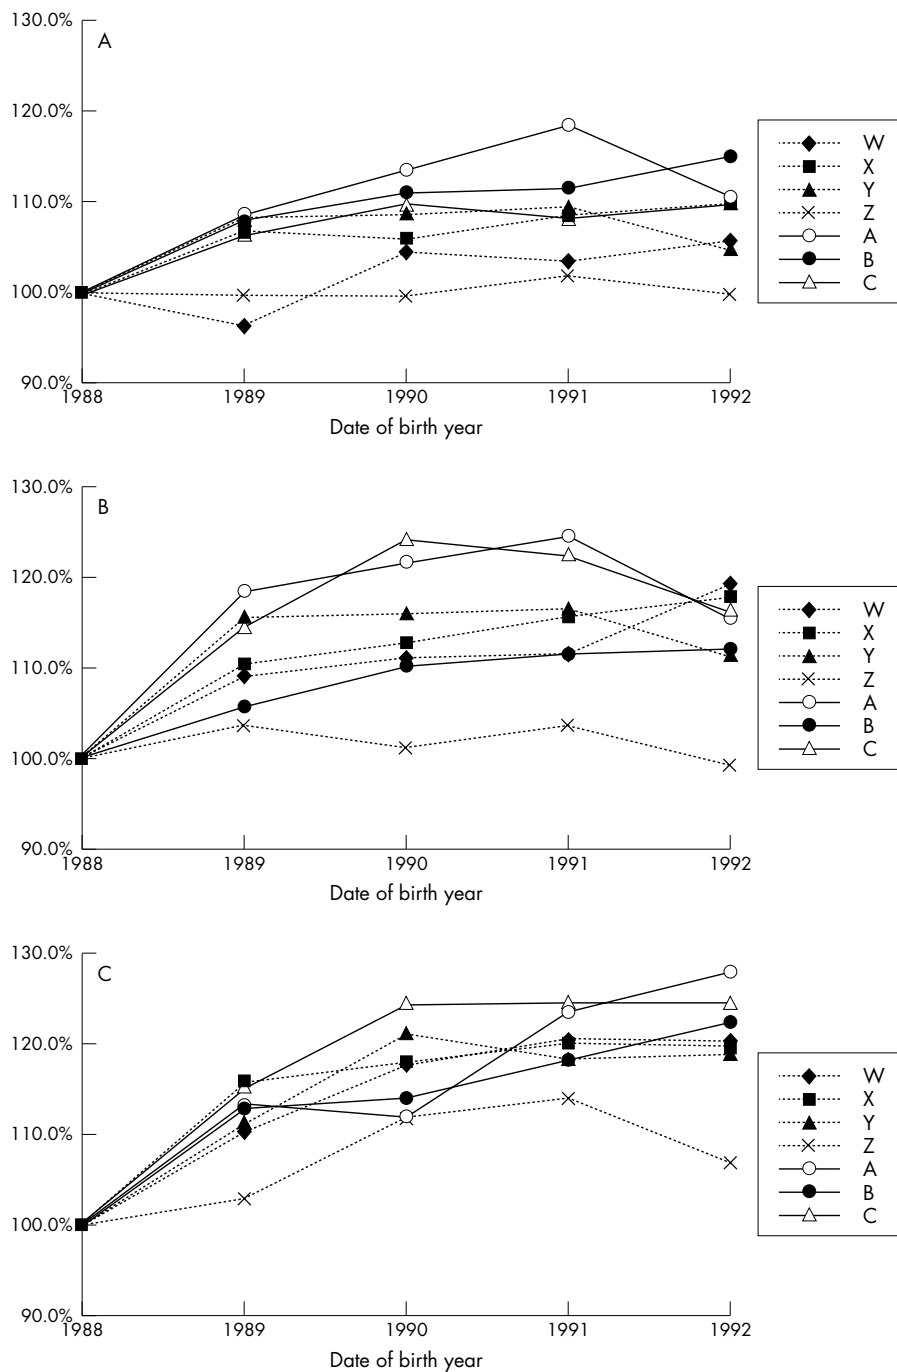 130.0%
A
120.0%
110.0%
100.0%
90.0%
1988 1989 1990 1991 1992
Date of birth year
W
X
Y
Z
A
B
C
130.0%
B
120.0%
110.0%
100.0%
90.0%
1988 1989 1990 1991 1992
Date of birth year
W
X
Y
Z
A
B
C
130.0%
C
120.0%
110.0%
100.0%
90.0%
1988 1989 1990 1991 1992
Date of birth year
W
X
Y
Z
A
B
C